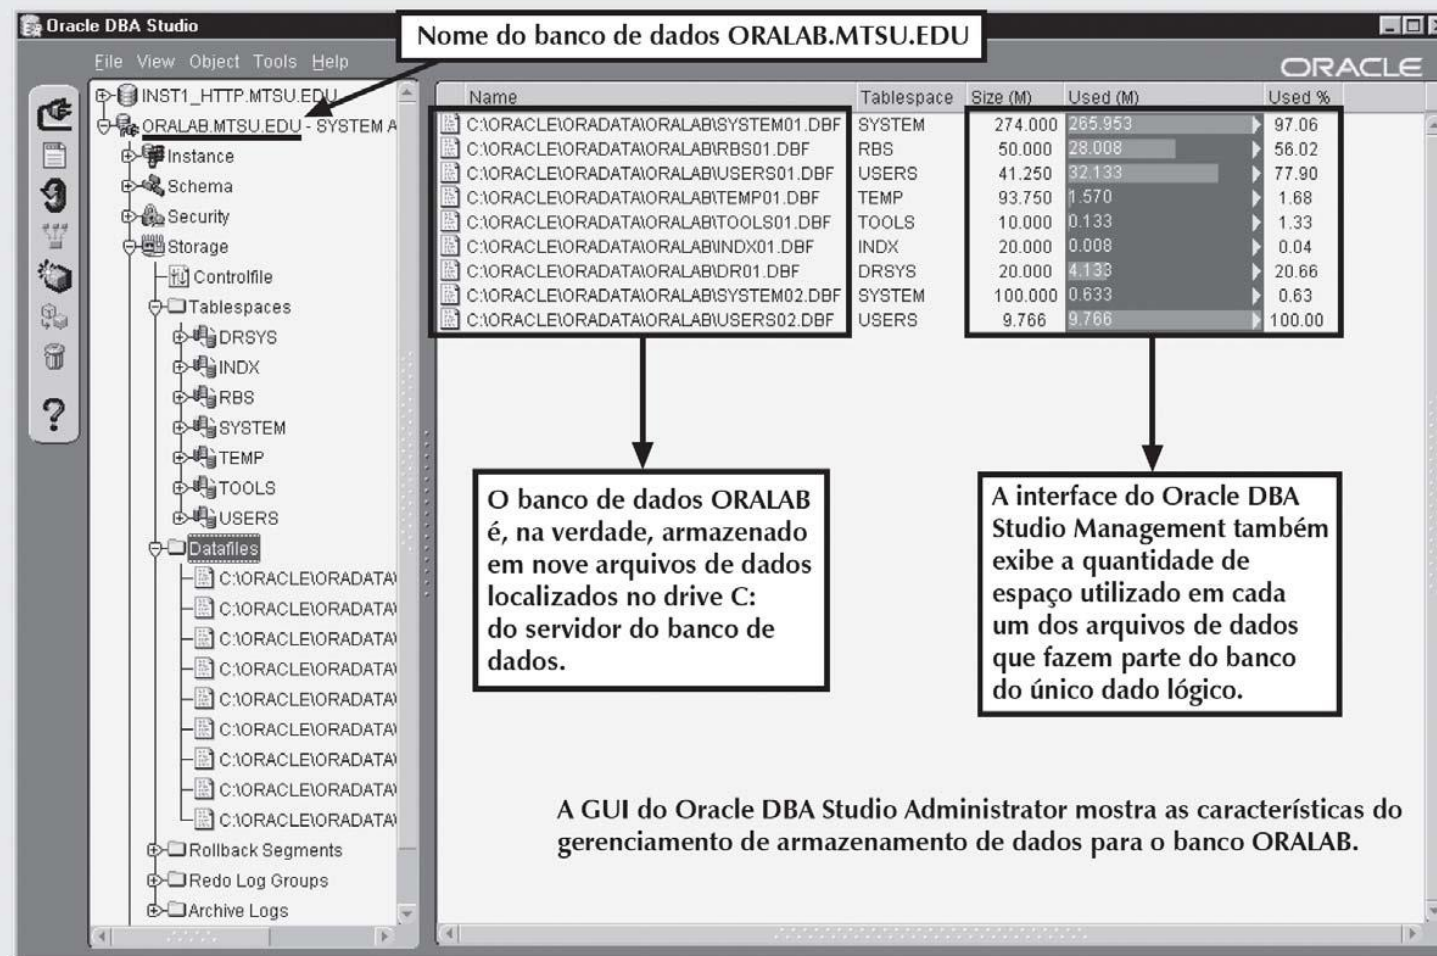 Oracle DBA Studio
Nome do banco de dados ORALAB.MTSU.EDU
File View Object Tools Help
ORACLE
INST1_HTTP.MTSU.EDU
ORALAB.MTSU.EDU - SYSTEM A
Instance
Schema
Security
Storage
Controlfile
Tablespaces
DRSYS
INDX
RBS
SYSTEM
TEMP
TOOLS
USERS
Datafiles
C:\ORACLE\ORADATA\
C:\ORACLE\ORADATA\
C:\ORACLE\ORADATA\
C:\ORACLE\ORADATA\
C:\ORACLE\ORADATA\
C:\ORACLE\ORADATA\
C:\ORACLE\ORADATA\
C:\ORACLE\ORADATA\
C:\ORACLE\ORADATA\
Rollback Segments
Redo Log Groups
Archive Logs
Name Tablespace Size (M) Used (M) Used %
C:\ORACLE\ORADATA\ORALAB\SYSTEM01.DBF SYSTEM 274.000 265.953 97.06
C:\ORACLE\ORADATA\ORALAB\RBS01.DBF RBS 50.000 28.008 56.02
C:\ORACLE\ORADATA\ORALAB\USERS01.DBF USERS 41.250 32.133 77.90
C:\ORACLE\ORADATA\ORALAB\TEMP01.DBF TEMP 93.750 1.570 1.68
C:\ORACLE\ORADATA\ORALAB\TOOLS01.DBF TOOLS 10.000 0.133 1.33
C:\ORACLE\ORADATA\ORALAB\INDX01.DBF INDX 20.000 0.008 0.04
C:\ORACLE\ORADATA\ORALAB\DR01.DBF DRSYS 20.000 4.133 20.66
C:\ORACLE\ORADATA\ORALAB\SYSTEM02.DBF SYSTEM 100.000 0.633 0.63
C:\ORACLE\ORADATA\ORALAB\USERS02.DBF USERS 9.766 9.766 100.00
O banco de dados ORALAB
é, na verdade, armazenado
em nove arquivos de dados
localizados no drive C:
do servidor do banco de
dados.
A interface do Oracle DBA
Studio Management também
exibe a quantidade de
espaço utilizado em cada
um dos arquivos de dados
que fazem parte do banco
do único dado lógico.
A GUI do Oracle DBA Studio Administrator mostra as características do
gerenciamento de armazenamento de dados para o banco ORALAB.